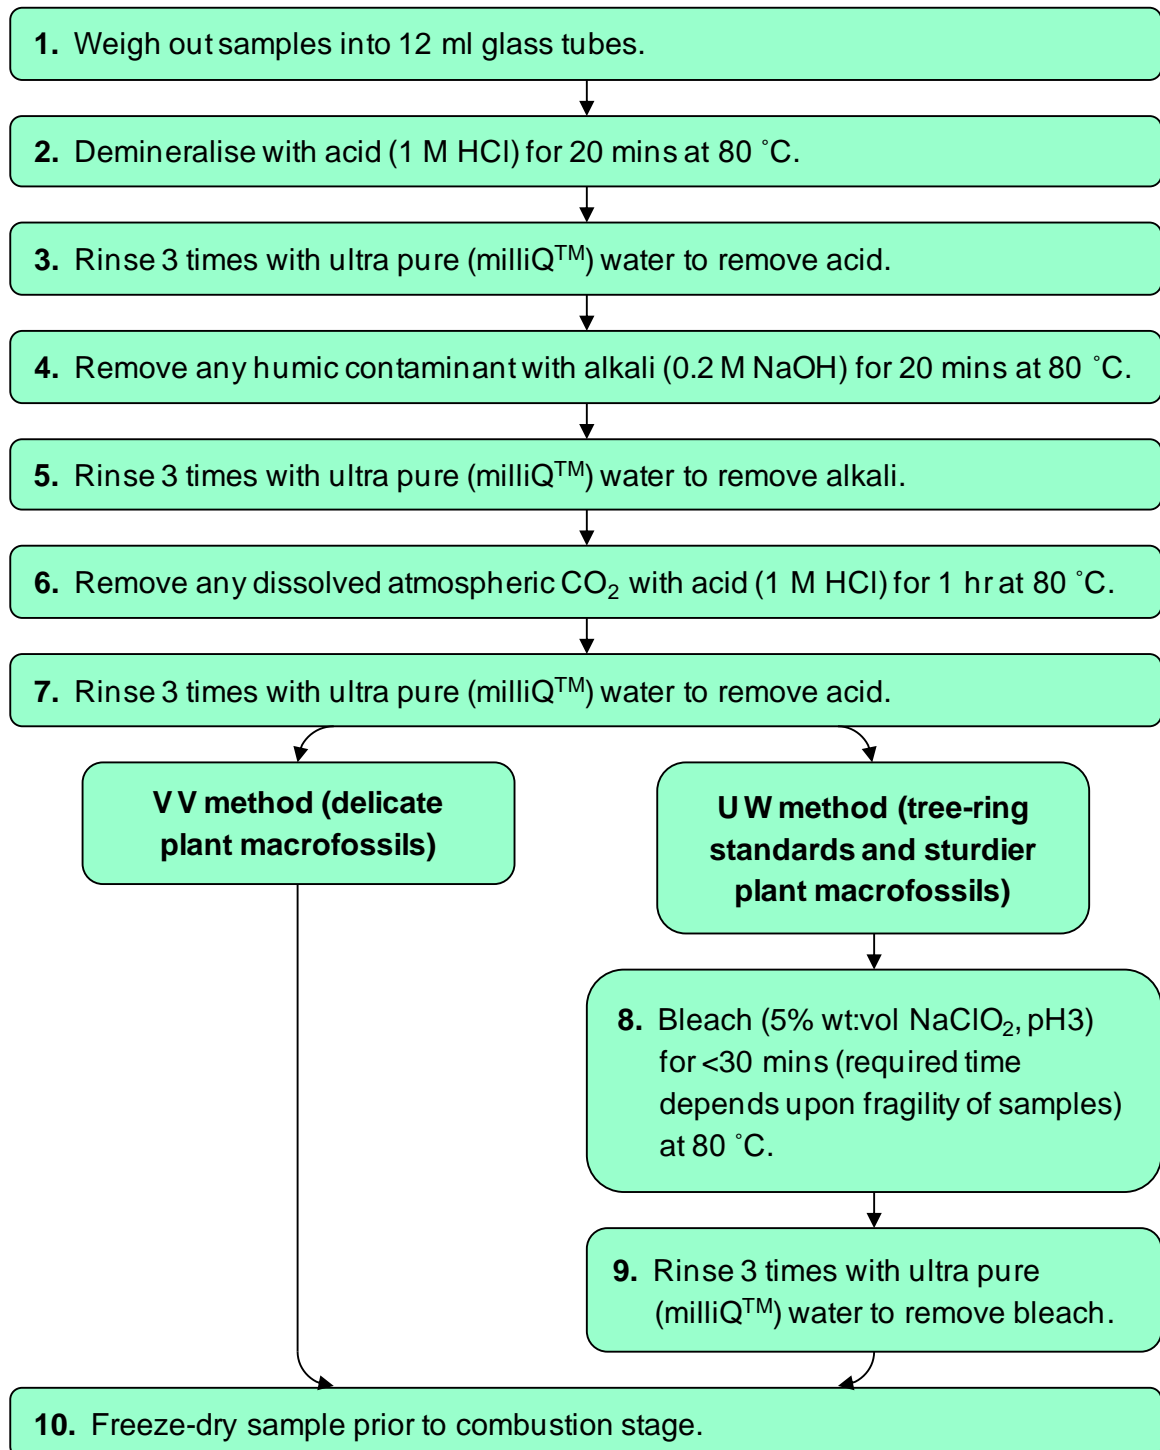 1. Weigh out samples into 12 ml glass tubes.
2. Demineralise with acid (1 M HCl) for 20 mins at 80 ˚C.
3. Rinse 3 times with ultra pure (milliQ™) water to remove acid.
4. Remove any humic contaminant with alkali (0.2 M NaOH) for 20 mins at 80 ˚C.
5. Rinse 3 times with ultra pure (milliQ™) water to remove alkali.
6. Remove any dissolved atmospheric CO₂ with acid (1 M HCl) for 1 hr at 80 ˚C.
7. Rinse 3 times with ultra pure (milliQ™) water to remove acid.
VV method (delicate
plant macrofossils)
UW method (tree-ring
standards and sturdier
plant macrofossils)
8. Bleach (5% wt:vol NaClO₂, pH3)
for <30 mins (required time
depends upon fragility of samples)
at 80 ˚C.
9. Rinse 3 times with ultra pure
(milliQ™) water to remove bleach.
10. Freeze-dry sample prior to combustion stage.